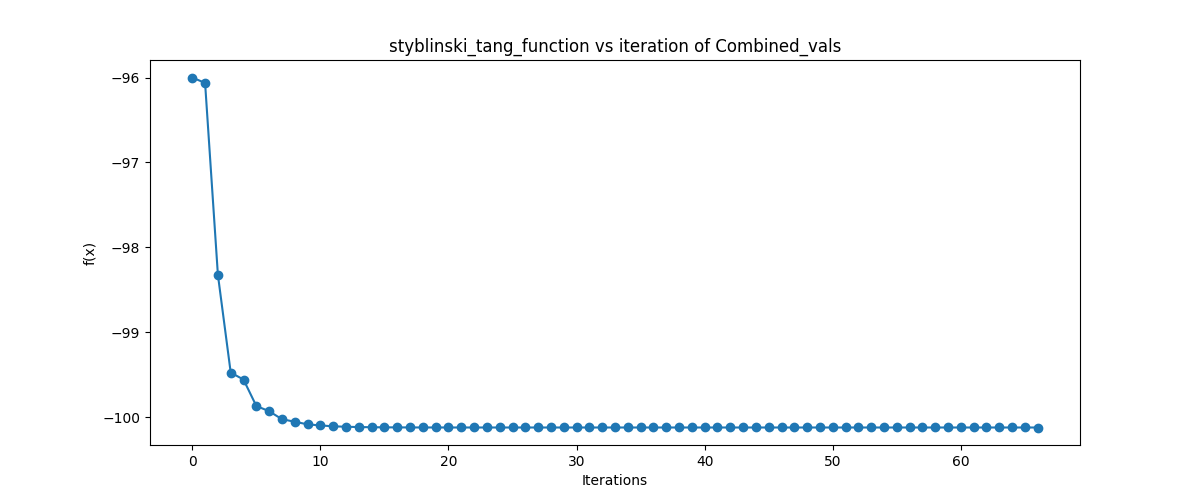 styblinski_tang_function vs iteration of Combined_vals
−96
−97
−98
−99
−100
f(x)
0 10 20 30 40 50 60
Iterations